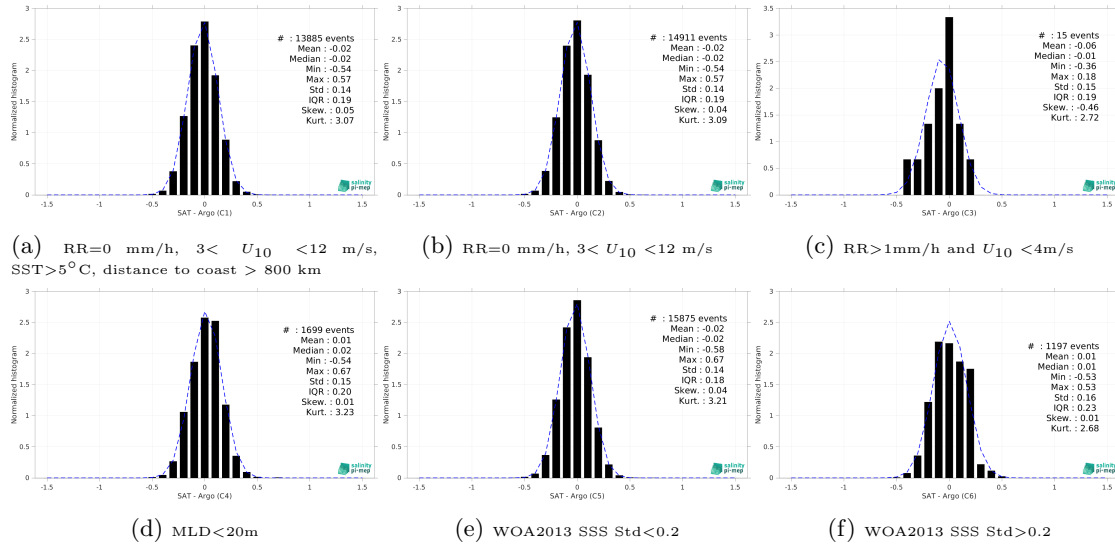 3
2.5
2
1.5
1
0.5
0
Normalized histogram
# : 13885 events
Mean : -0.02
Median : -0.02
Min : -0.54
Max : 0.57
Std : 0.14
IQR : 0.19
Skew. : 0.05
Kurt. : 3.07
salinity
pi-mep
-1.5 -1 -0.5 0 0.5 1 1.5
SAT - Argo (C1)
(a) RR=0 mm/h, 3< U10 <12 m/s,
SST>5°C, distance to coast > 800 km
3
2.5
2
1.5
1
0.5
0
Normalized histogram
# : 14911 events
Mean : -0.02
Median : -0.02
Min : -0.54
Max : 0.57
Std : 0.14
IQR : 0.19
Skew. : 0.04
Kurt. : 3.09
salinity
pi-mep
-1.5 -1 -0.5 0 0.5 1 1.5
SAT - Argo (C2)
(b) RR=0 mm/h, 3< U10 <12 m/s
3.5
3
2.5
2
1.5
1
0.5
0
Normalized histogram
# : 15 events
Mean : -0.06
Median : -0.01
Min : -0.36
Max : 0.18
Std : 0.15
IQR : 0.19
Skew. : -0.46
Kurt. : 2.72
salinity
pi-mep
-1.5 -1 -0.5 0 0.5 1 1.5
SAT - Argo (C3)
(c) RR>1mm/h and U10 <4m/s
3
2.5
2
1.5
1
0.5
0
Normalized histogram
# : 1699 events
Mean : 0.01
Median : 0.02
Min : -0.54
Max : 0.67
Std : 0.15
IQR : 0.20
Skew. : 0.01
Kurt. : 3.23
salinity
pi-mep
-1.5 -1 -0.5 0 0.5 1 1.5
SAT - Argo (C4)
(d) MLD<20m
3
2.5
2
1.5
1
0.5
0
Normalized histogram
# : 15875 events
Mean : -0.02
Median : -0.02
Min : -0.58
Max : 0.67
Std : 0.14
IQR : 0.18
Skew. : 0.04
Kurt. : 3.21
salinity
pi-mep
-1.5 -1 -0.5 0 0.5 1 1.5
SAT - Argo (C5)
(e) WOA2013 SSS Std<0.2
3
2.5
2
1.5
1
0.5
0
Normalized histogram
# : 1197 events
Mean : 0.01
Median : 0.01
Min : -0.53
Max : 0.53
Std : 0.16
IQR : 0.23
Skew. : 0.01
Kurt. : 2.68
salinity
pi-mep
-1.5 -1 -0.5 0 0.5 1 1.5
SAT - Argo (C6)
(f) WOA2013 SSS Std>0.2